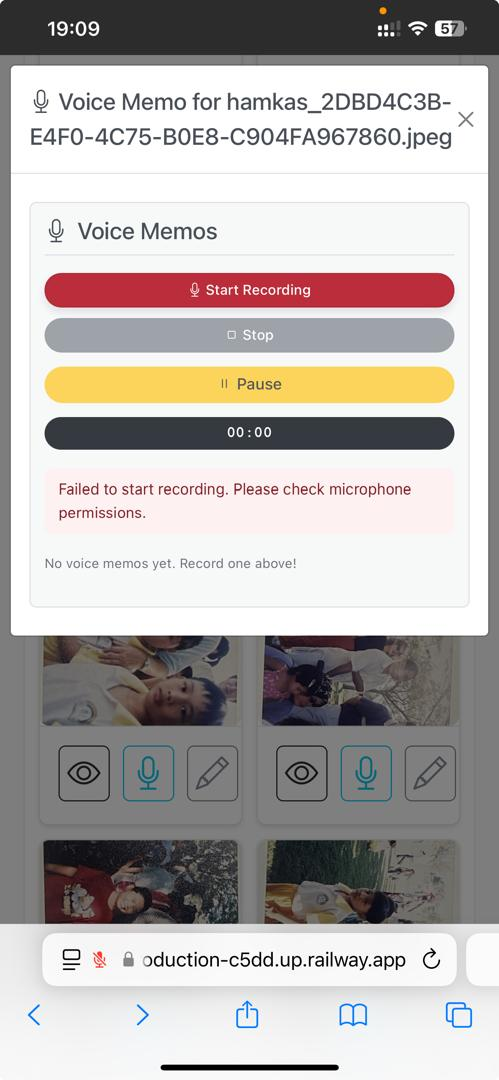 19:09
57
Voice Memo for hamkas_2DBD4C3B-
E4F0-4C75-B0E8-C904FA967860.jpeg
Voice Memos
Start Recording
Stop
Pause
00:00
Failed to start recording. Please check microphone
permissions.
No voice memos yet. Record one above!
oduction-c5dd.up.railway.app